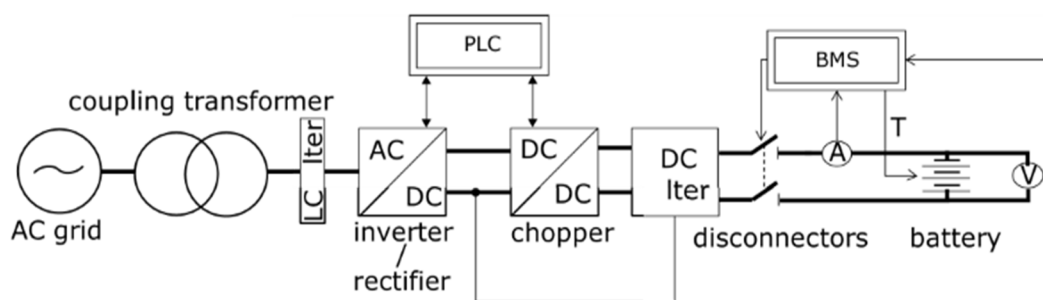 PLC
BMS
coupling transformer
LC lter
AC
DC
DC
DC
DC
lter
A
T
V
AC grid
inverter
/
rectifier
chopper
disconnectors
battery